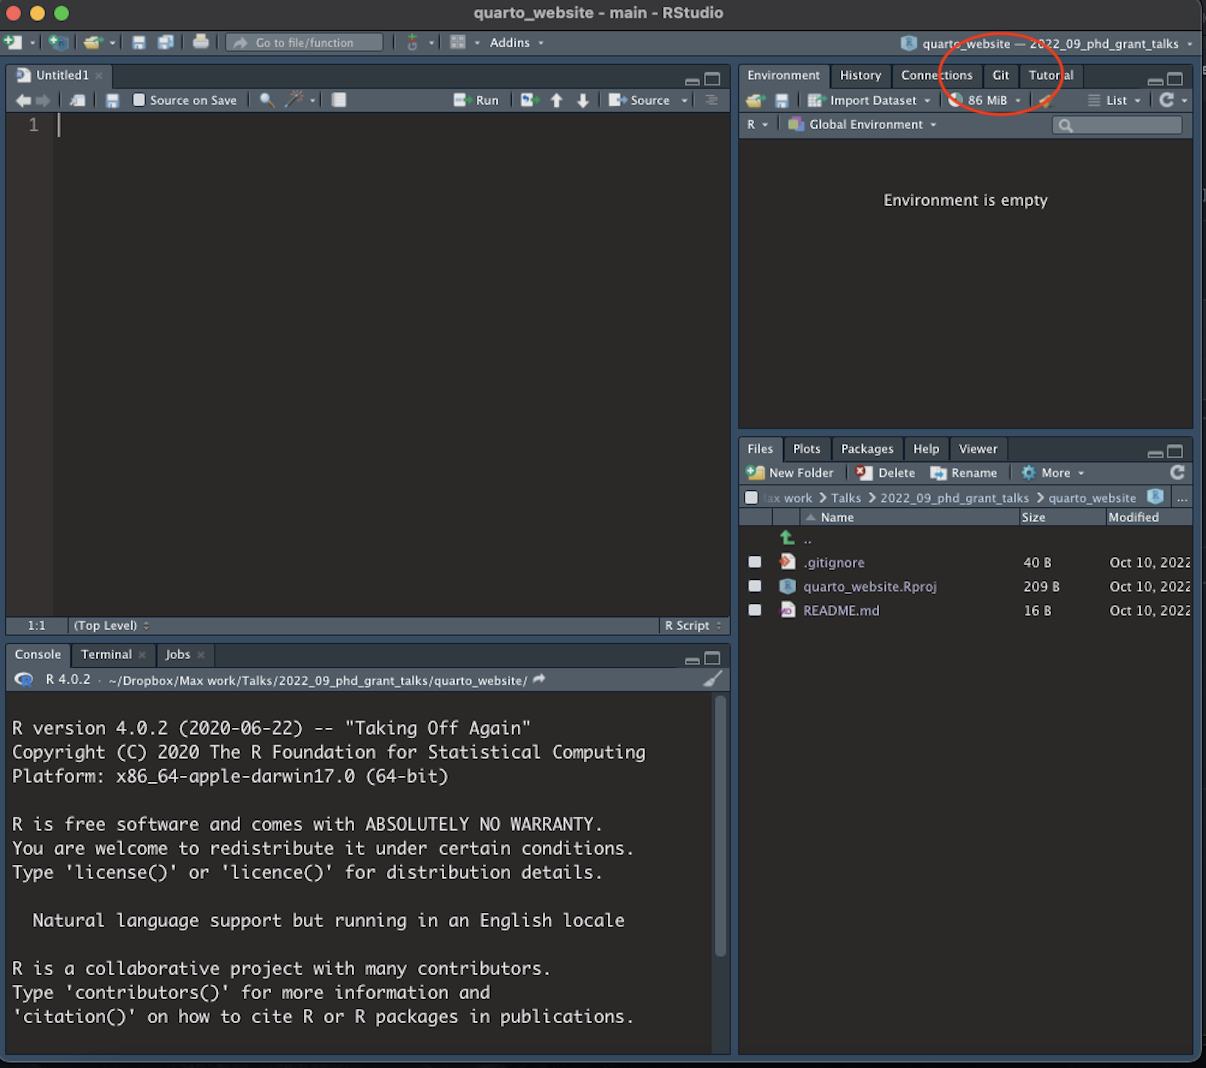 quarto_website - main - RStudio
Go to file/function
Addins
quarto_website — 2022_09_phd_grant_talks
Untitled1
Source on Save
Run
Source
1
1:1
(Top Level)
R Script
Console
Terminal
Jobs
R 4.0.2 · ~/Dropbox/Max work/Talks/2022_09_phd_grant_talks/quarto_website/
R version 4.0.2 (2020-06-22) -- "Taking Off Again"
Copyright (C) 2020 The R Foundation for Statistical Computing
Platform: x86_64-apple-darwin17.0 (64-bit)
R is free software and comes with ABSOLUTELY NO WARRANTY.
You are welcome to redistribute it under certain conditions.
Type 'license()' or 'licence()' for distribution details.
Natural language support but running in an English locale
R is a collaborative project with many contributors.
Type 'contributors()' for more information and
'citation()' on how to cite R or R packages in publications.
Environment
History
Connections
Git
Tutorial
Import Dataset
86 MiB
List
R
Global Environment
Environment is empty
Files
Plots
Packages
Help
Viewer
New Folder
Delete
Rename
More
work > Talks > 2022_09_phd_grant_talks > quarto_website
...
Name
Size
Modified
..
.gitignore 40 B Oct 10, 2022
quarto_website.Rproj 209 B Oct 10, 2022
README.md 16 B Oct 10, 2022